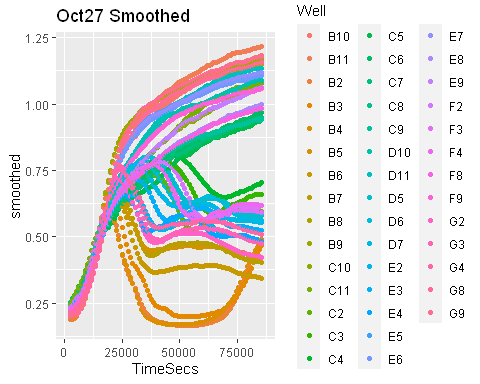 Oct27 Smoothed
smoothed
1.25
1.00
0.75
0.50
0.25
0
25000
50000
75000
TimeSecs
Well
B10
B11
B2
B3
B4
B5
B6
B7
B8
B9
C10
C11
C2
C3
C4
C5
C6
C7
C8
C9
D10
D11
D5
D6
D7
E2
E3
E4
E5
E6
E7
E8
E9
F2
F3
F4
F8
F9
G2
G3
G4
G8
G9